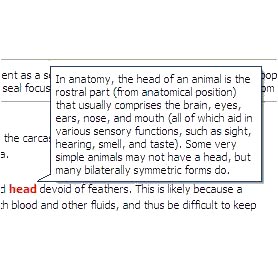 ent as a s
pop
seal focus
om
In anatomy, the head of an animal is the
rostral part (from anatomical position)
that usually comprises the brain, eyes,
ears, nose, and mouth (all of which aid in
various sensory functions, such as sight,
hearing, smell, and taste). Some very
simple animals may not have a head, but
many bilaterally symmetric forms do.
the carcas
a.
d head devoid of feathers. This is likely because a
th blood and other fluids, and thus be difficult to keep